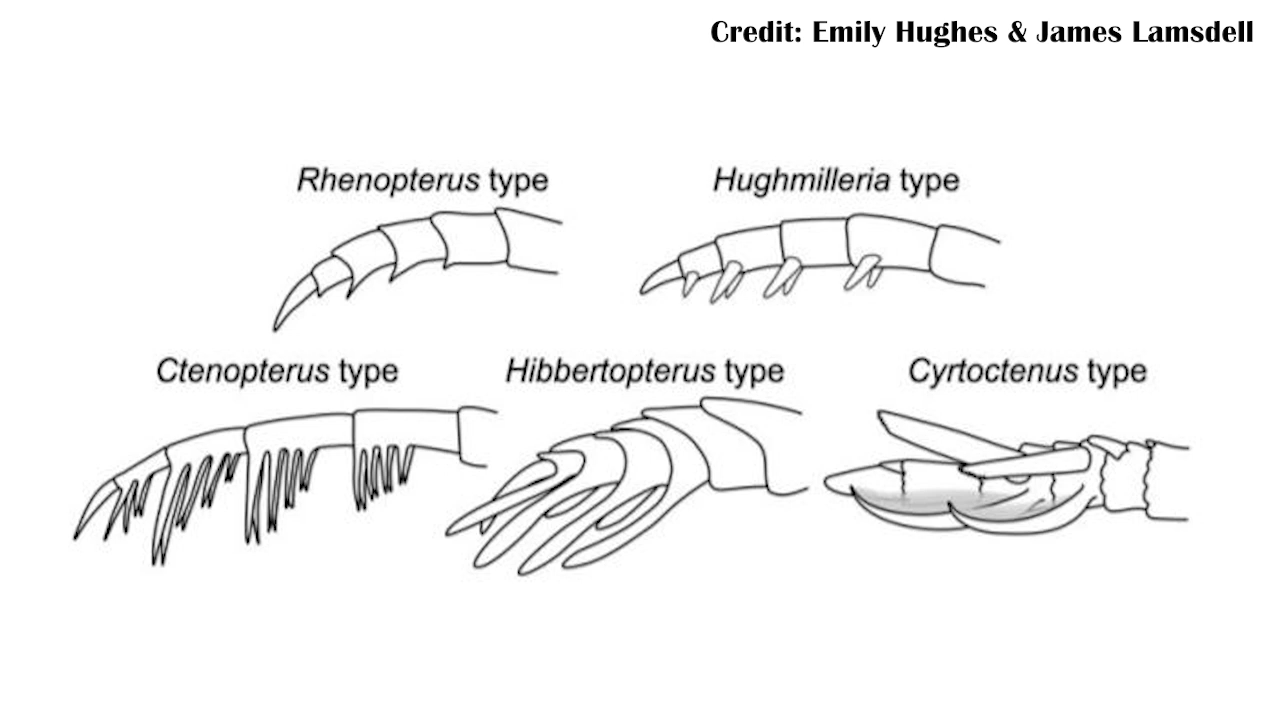 Credit: Emily Hughes & James Lamsdell
Rhenopterus type
Hughmilleria type
Ctenopterus type
Hibbertopterus type
Cyrtoctenus type